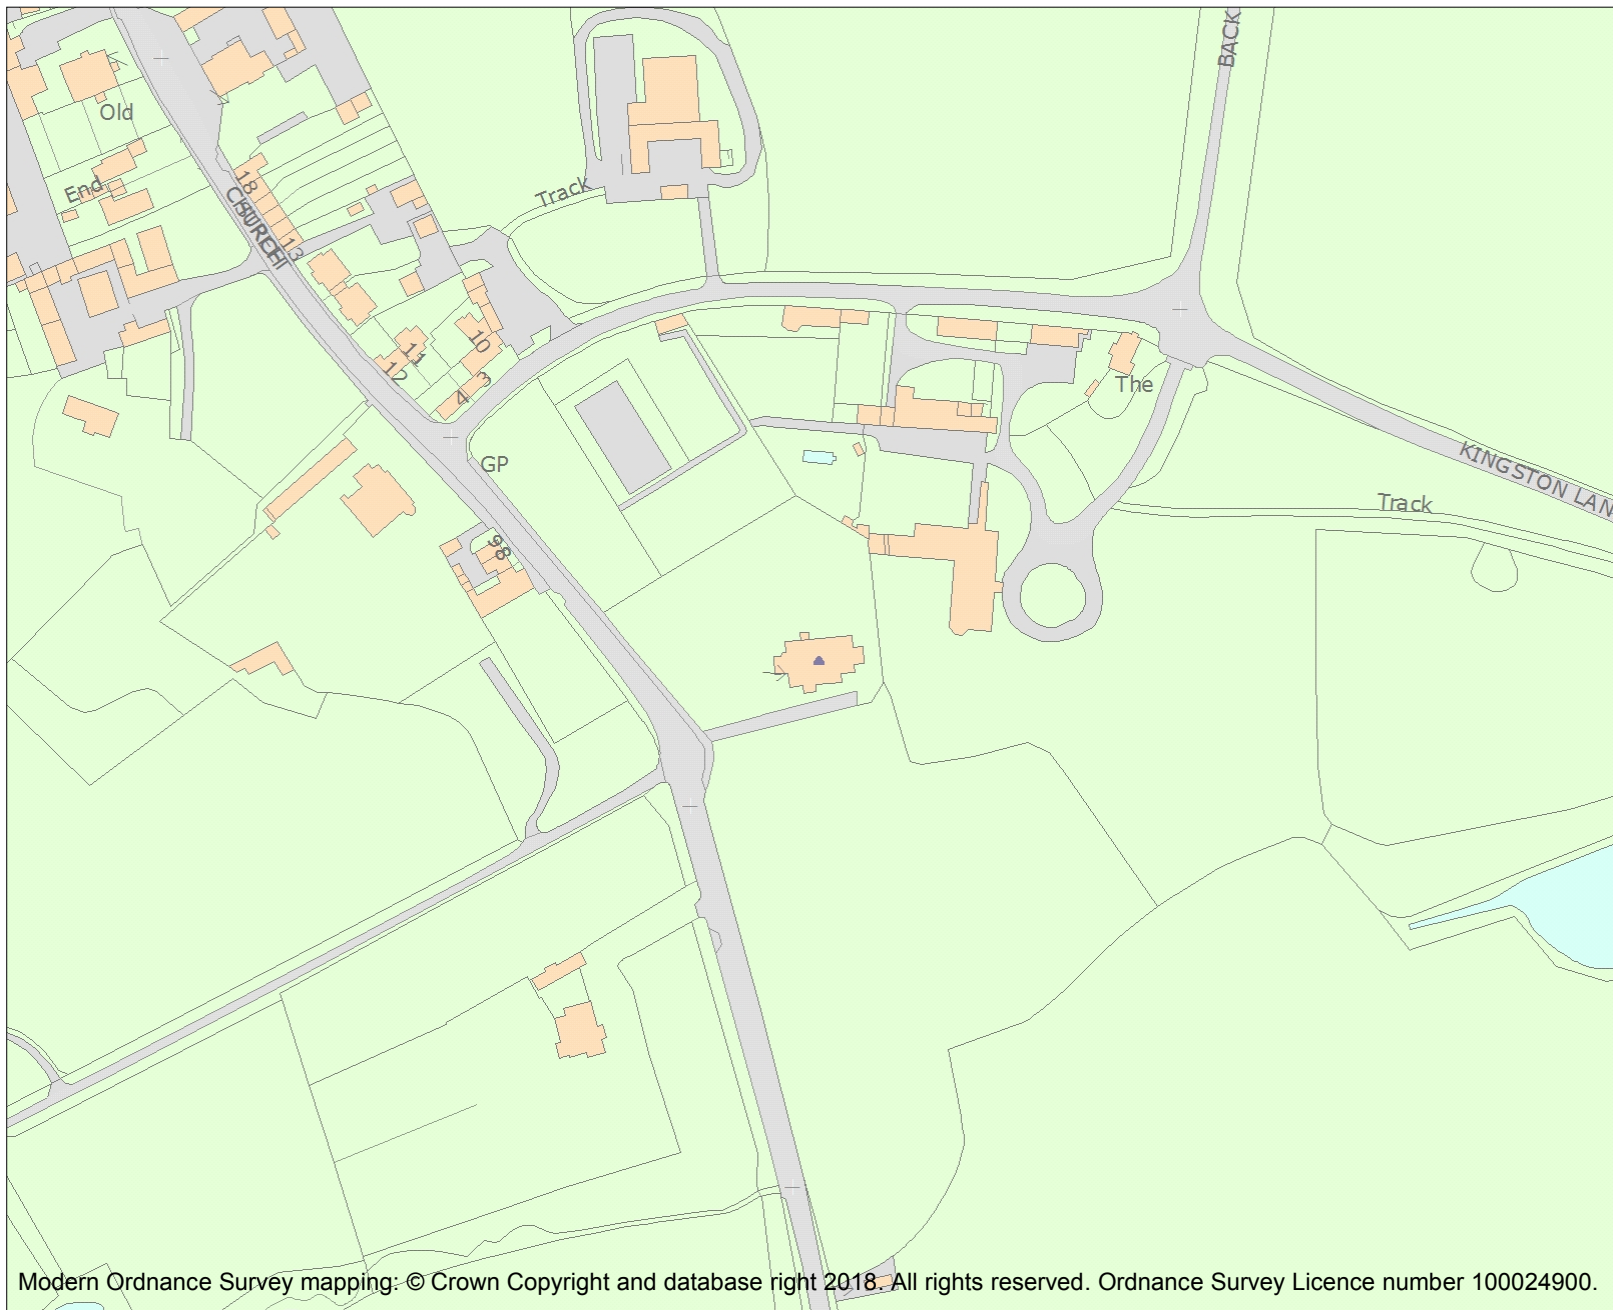 BACK
Old
End
18
CHURCH
13
Track
11
12
10
3
4
The
GP
KINGSTON LAN
Track
98
Modern Ordnance Survey mapping: © Crown Copyright and database right 2018. All rights reserved. Ordnance Survey Licence number 100024900.